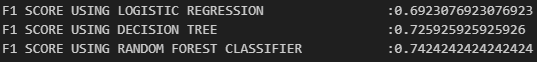 F1 SCORE USING LOGISTIC REGRESSION :0.6923076923076923
F1 SCORE USING DECISION TREE :0.725925925925926
F1 SCORE USING RANDOM FOREST CLASSIFIER :0.7424242424242424